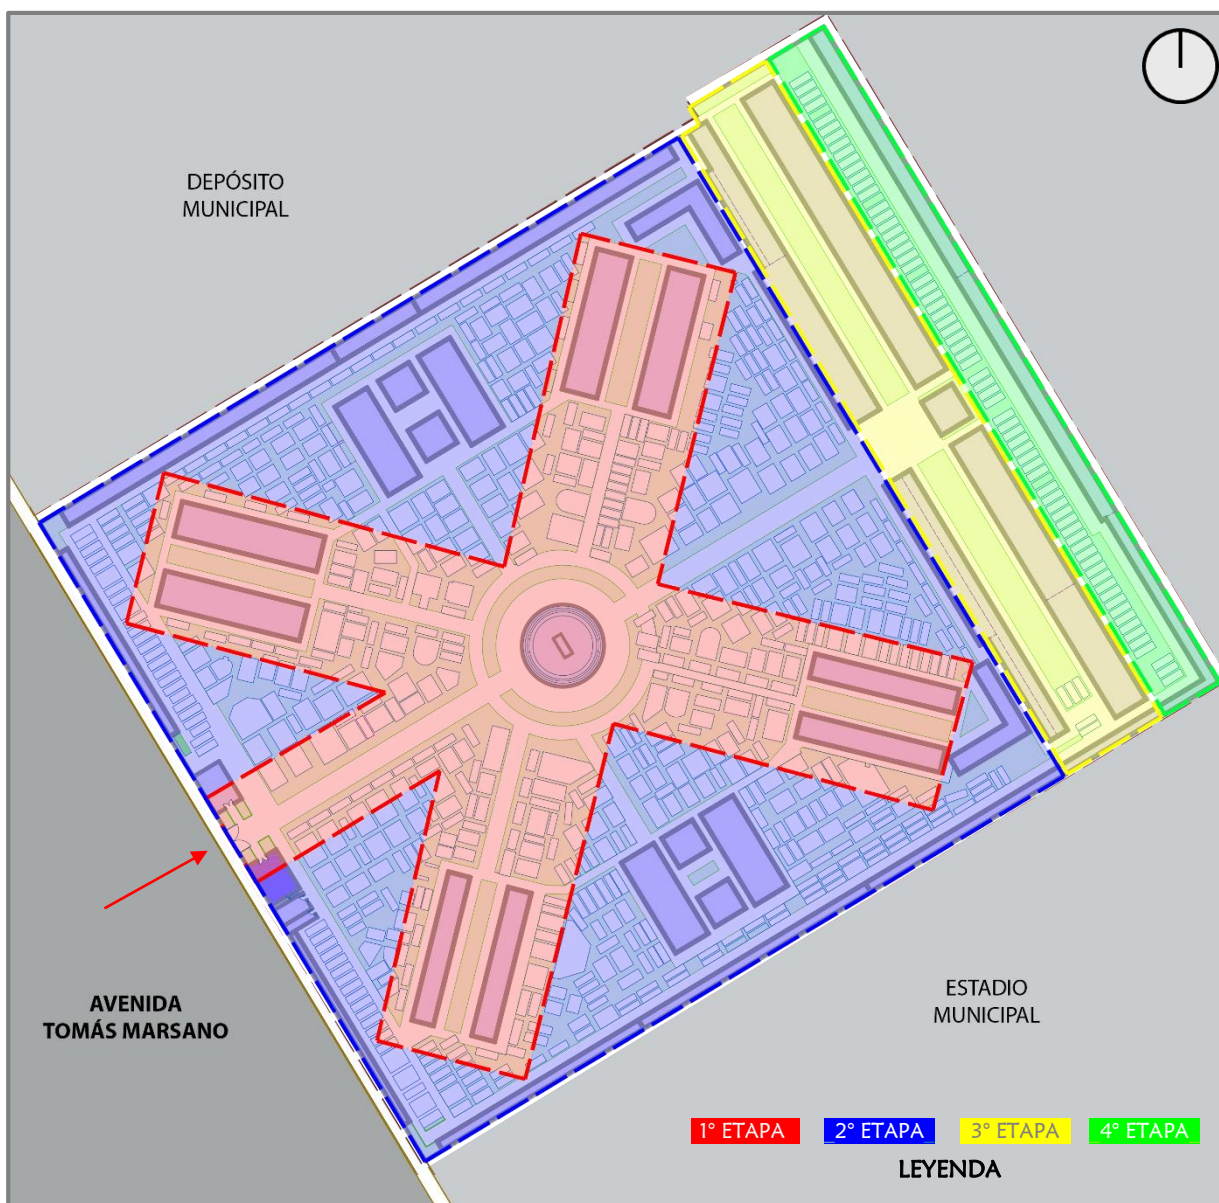 DEPÓSITO
MUNICIPAL
AVENIDA
TOMÁS MARSANO
ESTADIO
MUNICIPAL
1° ETAPA
2° ETAPA
3° ETAPA
4° ETAPA
LEYENDA